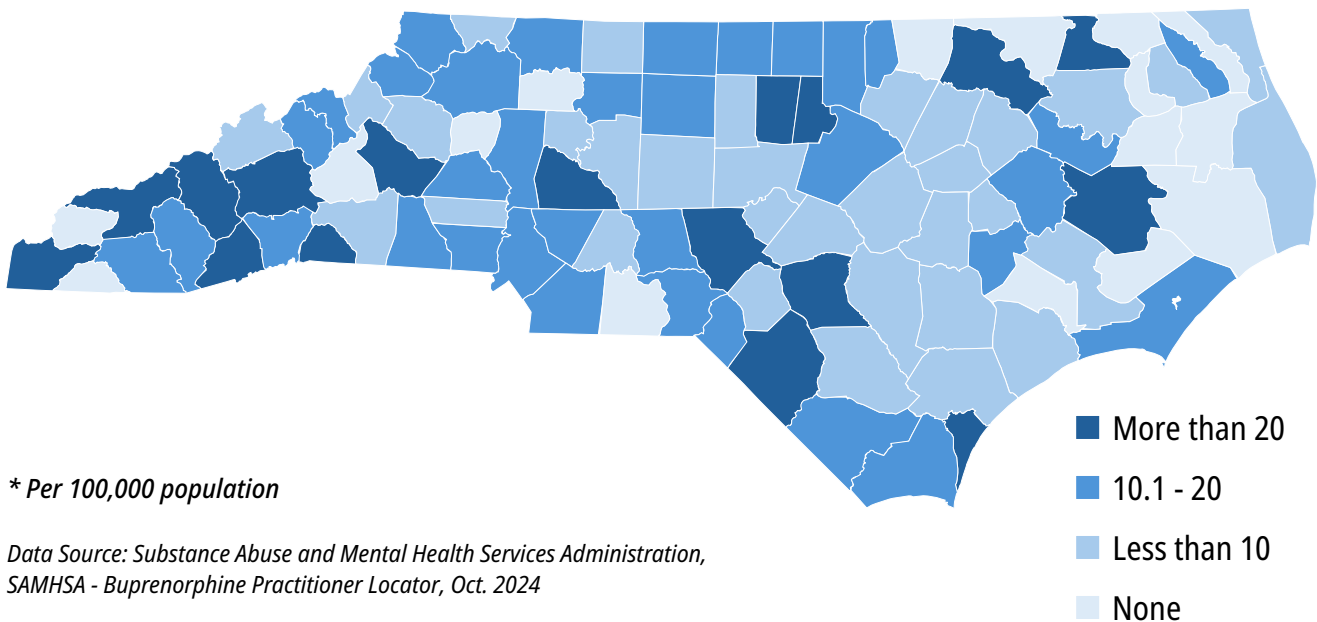 More than 20
10.1 - 20
Less than 10
None
* Per 100,000 population
Data Source: Substance Abuse and Mental Health Services Administration,
SAMHSA - Buprenorphine Practitioner Locator, Oct. 2024